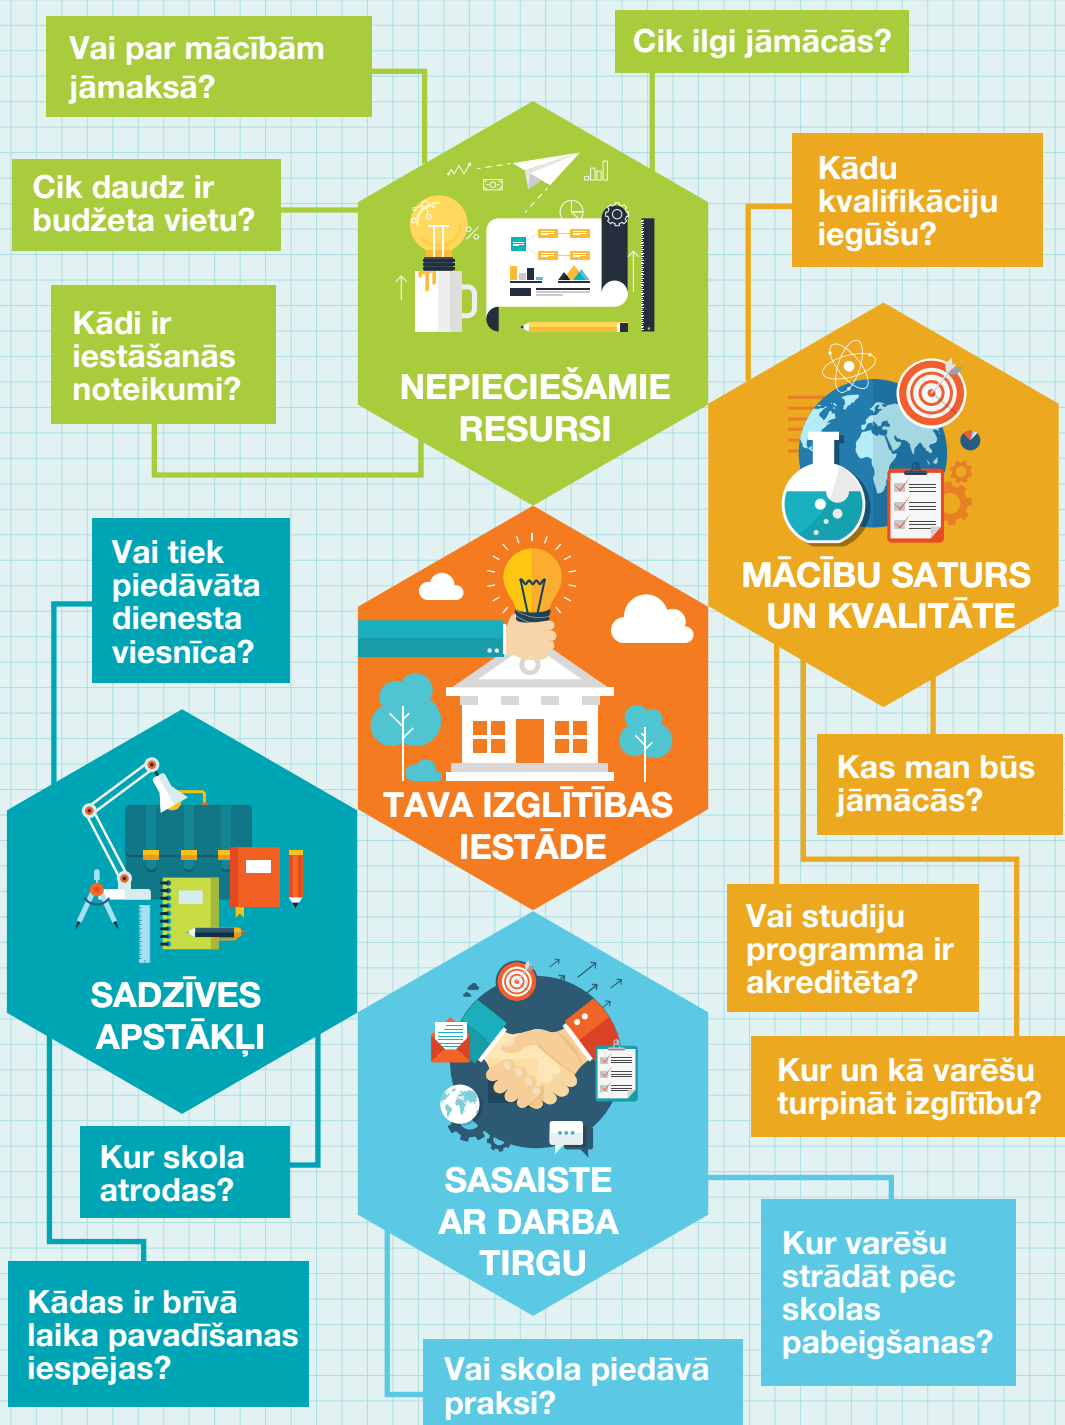 Vai par mācībām
jāmaksā?
Cik ilgi jāmācās?
Cik daudz ir
budžeta vietu?
Kādi ir
iestāšanās
noteikumi?
NEPIECIEŠAMIE
RESURSI
Kādu
kvalifikāciju
iegūšu?
MĀCĪBU SATURS
UN KVALITĀTE
Kas man būs
jāmācās?
Vai studiju
programma ir
akreditēta?
Kur un kā varēšu
turpināt izglītību?
Vai tiek
piedāvāta
dienesta
viesnīca?
TAVA IZGLĪTĪBAS
IESTĀDE
SADZĪVES
APSTĀKĻI
Kur skola
atrodas?
Kādas ir brīvā
laika pavadīšanas
iespējas?
SASAISTE
AR DARBA
TIRGU
Kur varēšu
strādāt pēc
skolas
pabeigšanas?
Vai skola piedāvā
praksi?